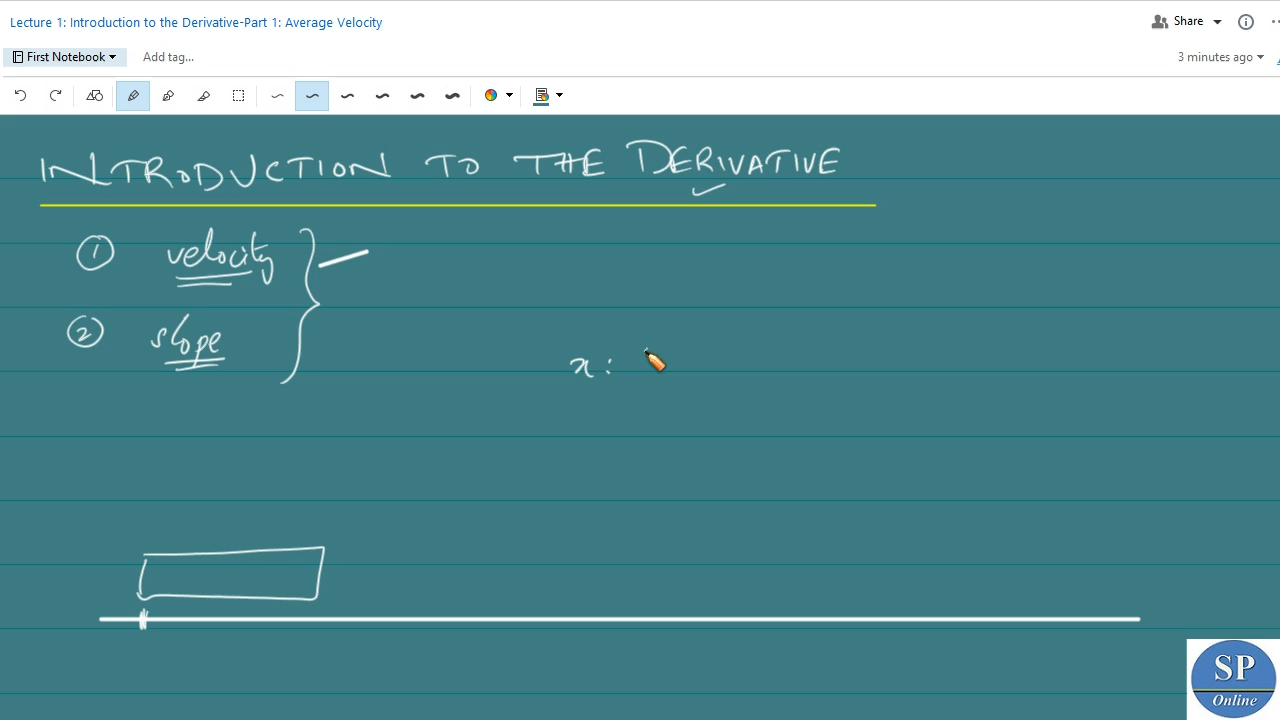 Lecture 1: Introduction to the Derivative-Part 1: Average Velocity
Share
First Notebook
Add tag...
3 minutes ago
INTRODUCTION TO THE DERIVATIVE
① velocity
② slope
x:
SP
Online